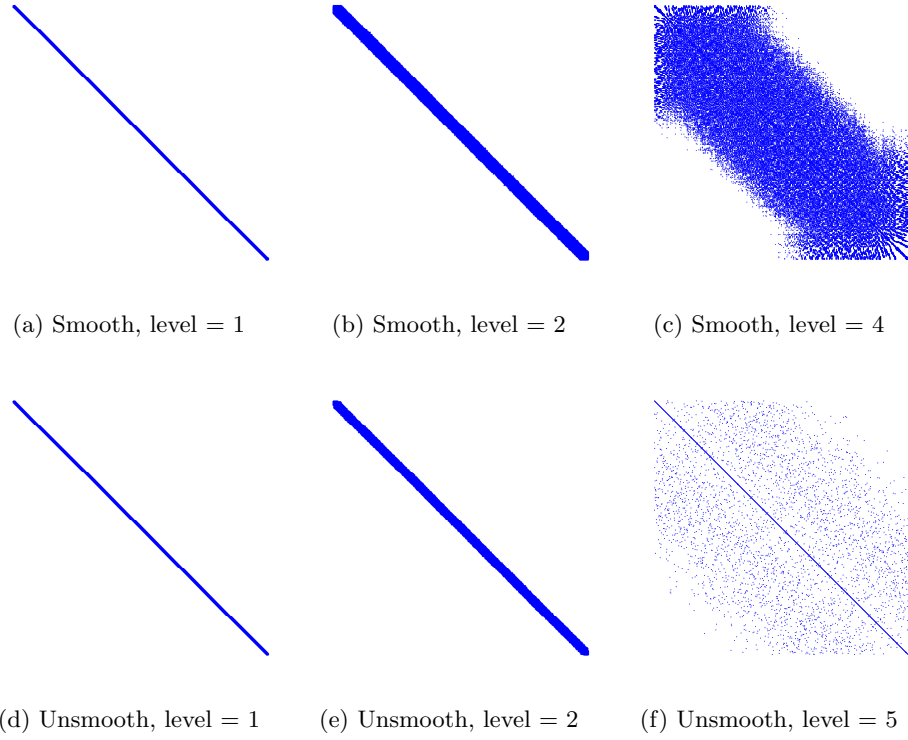 (a) Smooth, level = 1
(b) Smooth, level = 2
(c) Smooth, level = 4
(d) Unsmooth, level = 1
(e) Unsmooth, level = 2
(f) Unsmooth, level = 5